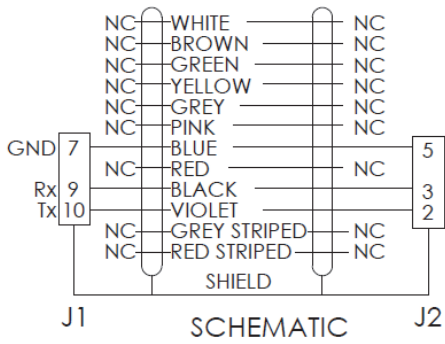 NC WHITE NC
NC BROWN NC
NC GREEN NC
NC YELLOW NC
NC GREY NC
NC PINK NC
GND 7 BLUE 5
NC RED NC
Rx 9 BLACK 3
Tx 10 VIOLET 2
NC GREY STRIPED NC
NC RED STRIPED NC
SHIELD
J1 SCHEMATIC J2